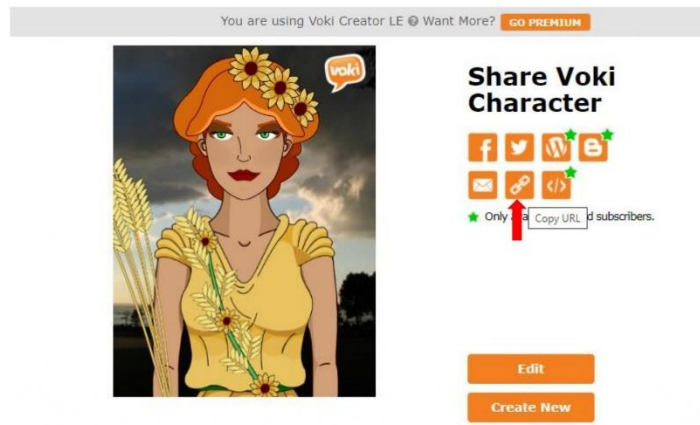 You are using Voki Creator LE ? Want More? GO PREMIUM
voki
Share Voki
Character
Only a d subscribers.
Copy URL
Edit
Create New